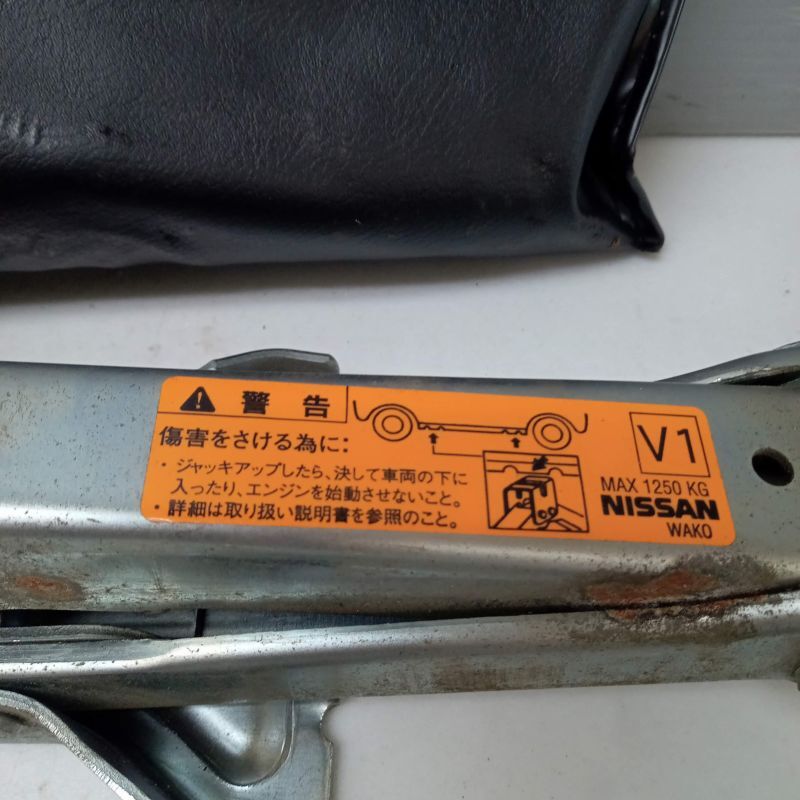 警告
傷害をさける為に:
・ジャッキアップしたら、決して車両の下に
入ったり、エンジンを始動させないこと。
・詳細は取り扱い説明書を参照のこと。
V1
MAX 1250 KG
NISSAN
WAKO